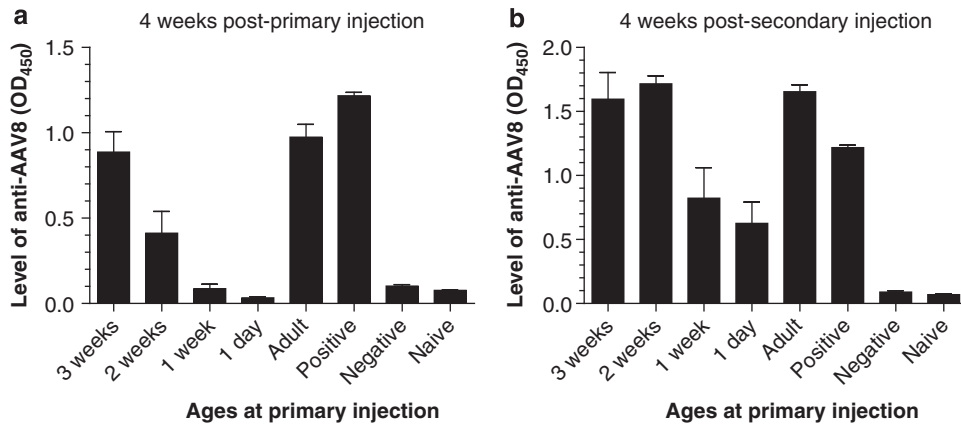 a
4 weeks post-primary injection
Level of anti-AAV8 (OD450)
1.5
1.0
0.5
0.0
3 weeks
2 weeks
1 week
1 day
Adult
Positive
Negative
Naive
Ages at primary injection
b
4 weeks post-secondary injection
Level of anti-AAV8 (OD450)
2.0
1.5
1.0
0.5
0.0
3 weeks
2 weeks
1 week
1 day
Adult
Positive
Negative
Naive
Ages at primary injection